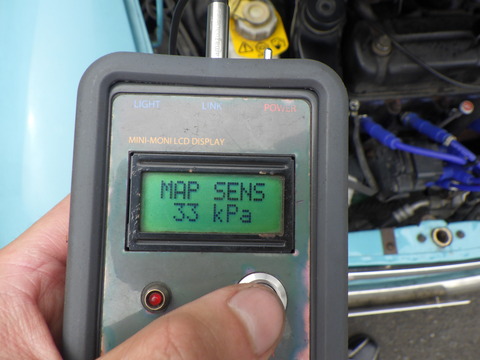 LIGHT LINK POWER
MINI-MONI LCD DISPLAY
MAP SENS
33 kPa